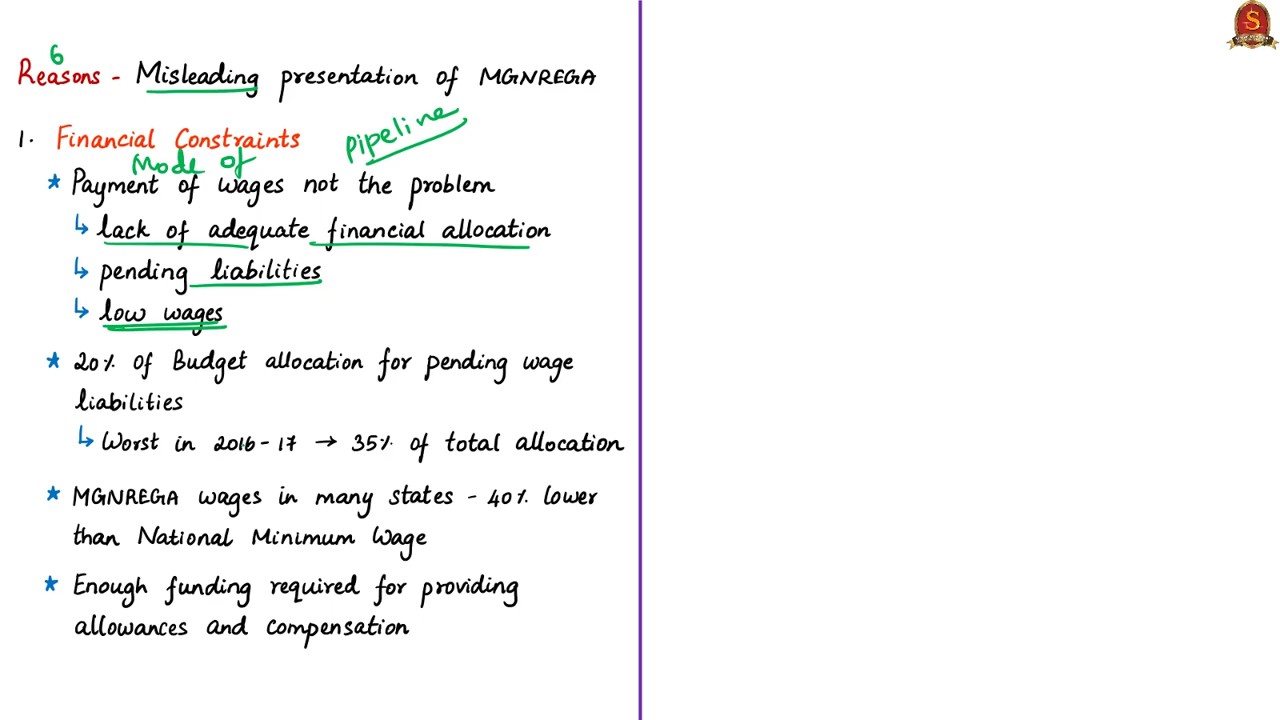 6
Reasons - Misleading presentation of MGNREGA
1. Financial Constraints
pipeline
Mode of
* Payment of wages not the problem
↳ lack of adequate financial allocation
↳ pending liabilities
↳ low wages
* 20% of Budget allocation for pending wage
liabilities
↳ Worst in 2016-17 → 35% of total allocation
* MGNREGA wages in many states - 40% lower
than National Minimum Wage
* Enough funding required for providing
allowances and compensation
S